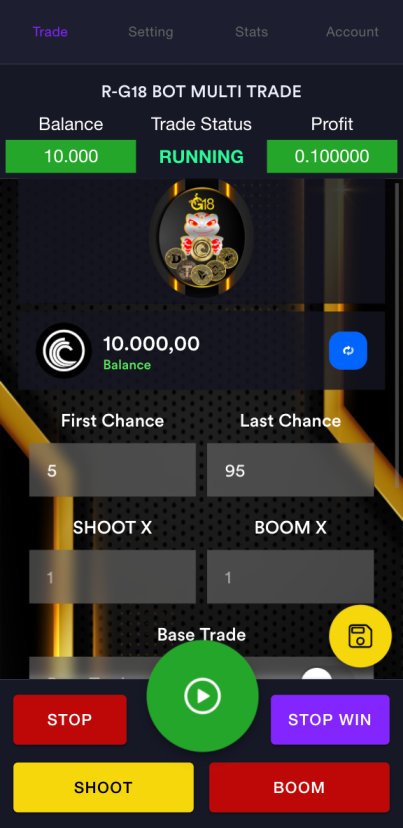 Trade Setting Stats Account
R-G18 BOT MULTI TRADE
Balance Trade Status Profit
10.000 RUNNING 0.100000
G18
10.000,00
Balance
First Chance Last Chance
5 95
SHOOT X BOOM X
1 1
Base Trade
STOP STOP WIN
SHOOT BOOM